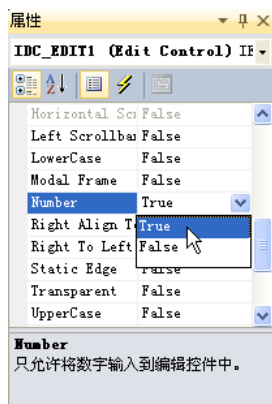 属性
IDC_EDIT1 (Edit Control) IE
Horizontal Scr False
Left Scrollbar False
LowerCase False
Modal Frame False
Number True
Right Align T True
Right To Left False
Static Edge False
Transparent False
UpperCase False
Number
只允许将数字输入到编辑控件中。